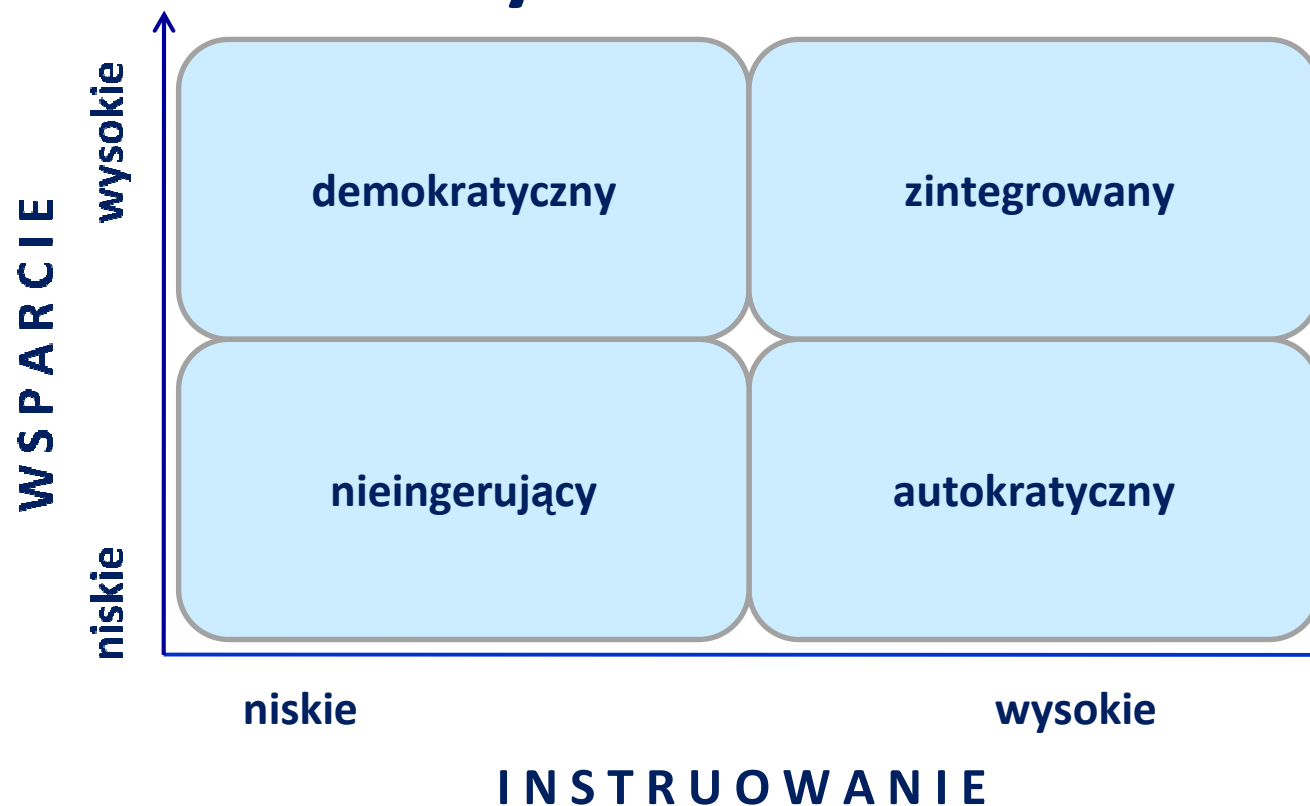 wysokie
demokratyczny
zintegrowany
WSPARCIE
nieingerujący
autokratyczny
niskie
niskie
wysokie
INSTRUOWANIE